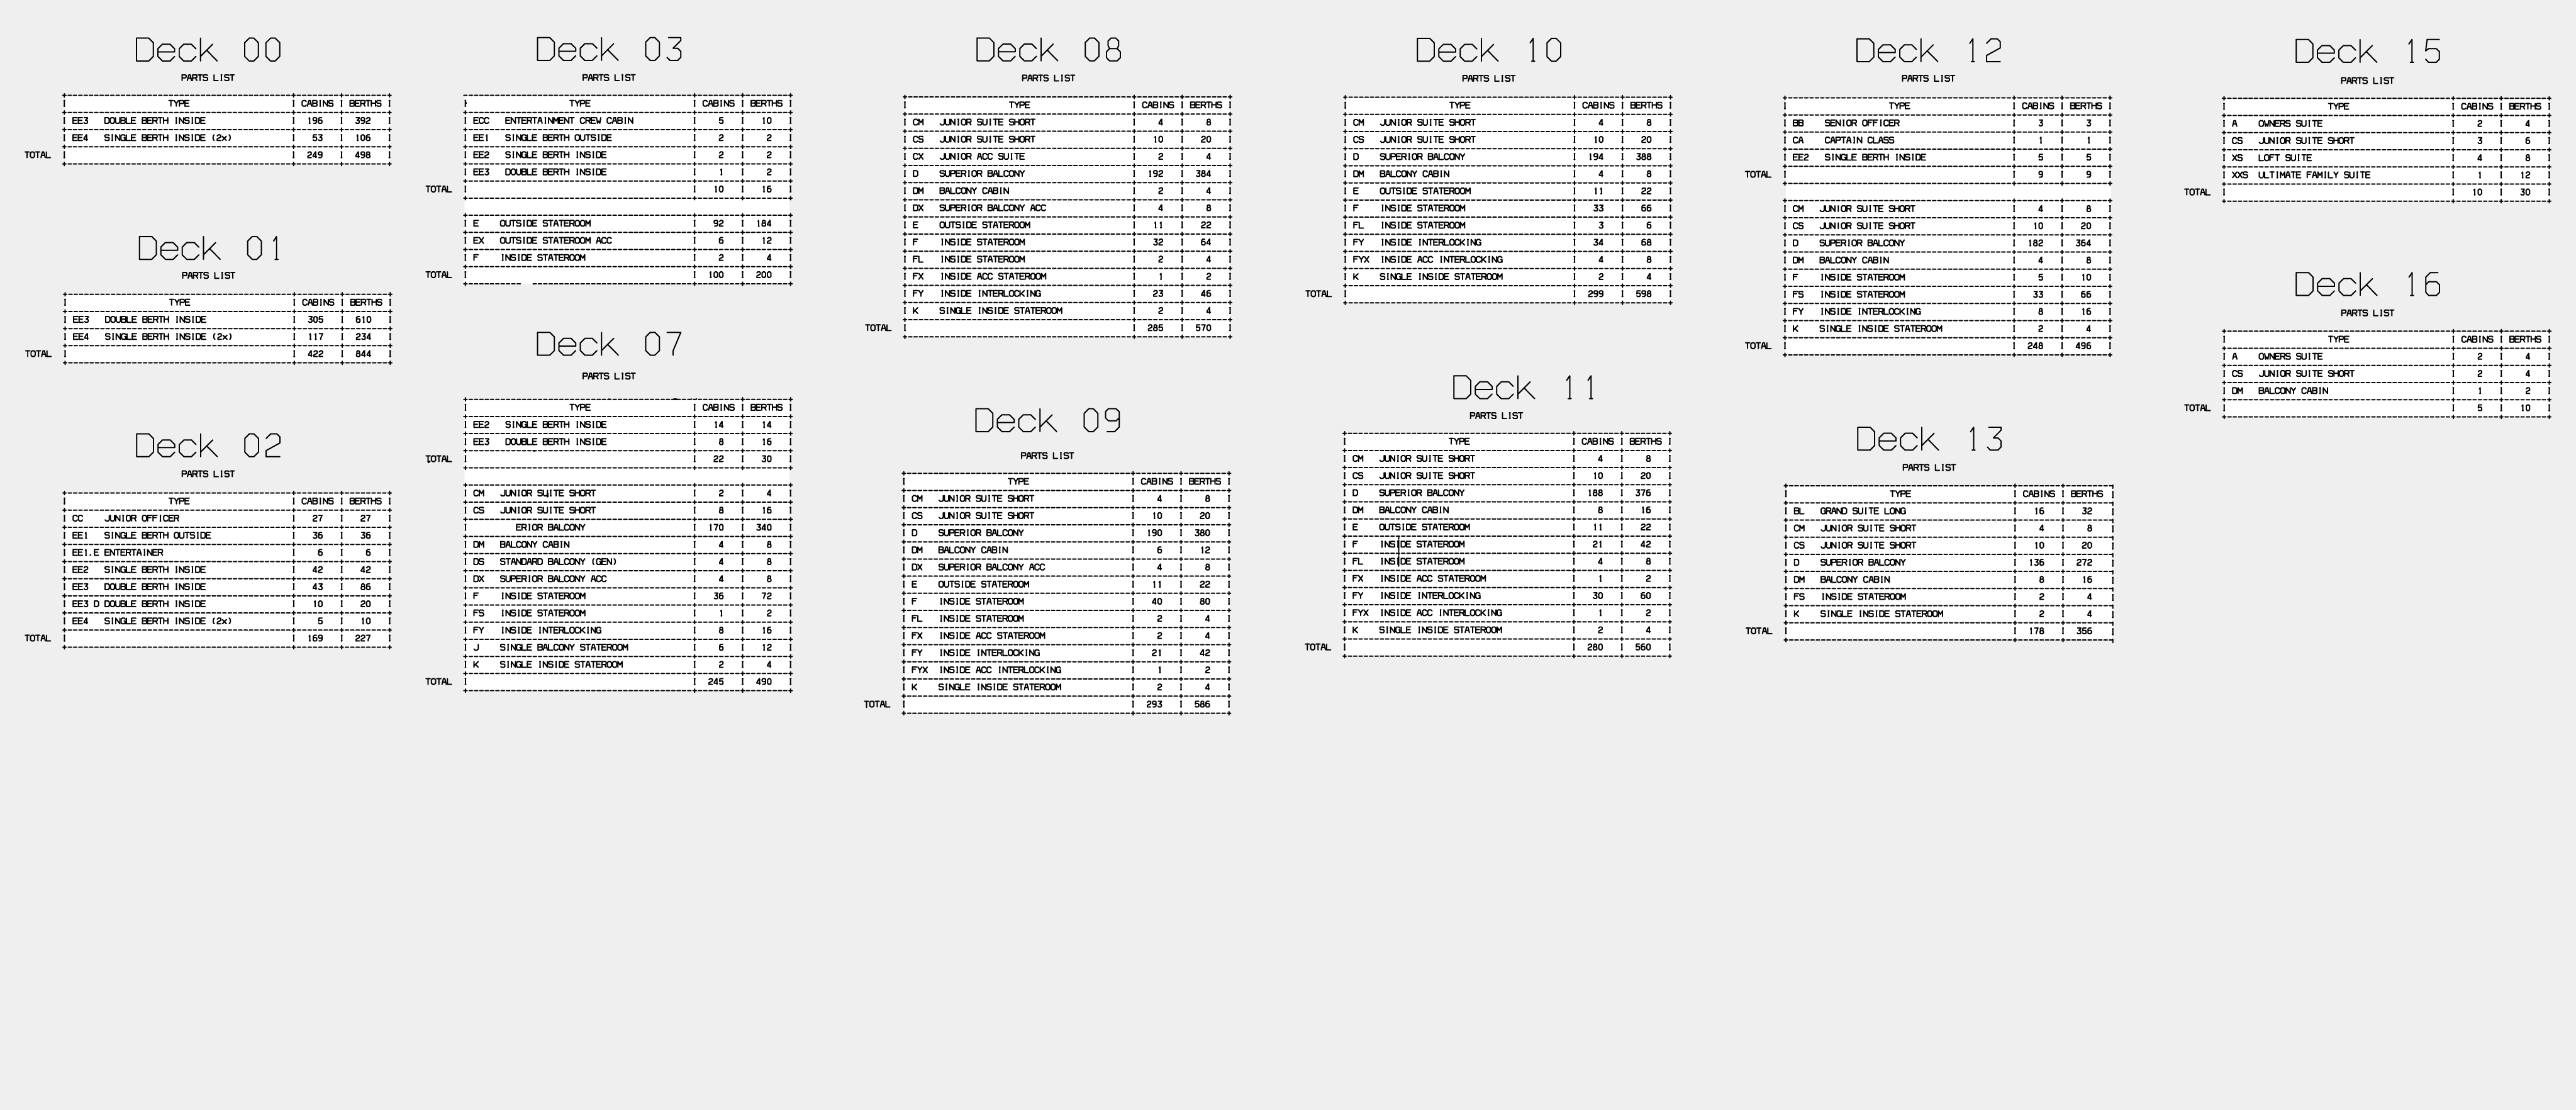 Deck 00
PARTS LIST
TYPE CABINS BERTHS
EE3 DOUBLE BERTH INSIDE 196 392
EE4 SINGLE BERTH INSIDE (2x) 53 106
TOTAL 249 498
Deck 01
PARTS LIST
TYPE CABINS BERTHS
EE3 DOUBLE BERTH INSIDE 305 610
EE4 SINGLE BERTH INSIDE (2x) 117 234
TOTAL 422 844
Deck 02
PARTS LIST
TYPE CABINS BERTHS
CC JUNIOR OFFICER 27 27
EE1 SINGLE BERTH OUTSIDE 36 36
EE1.E ENTERTAINER 6 6
EE2 SINGLE BERTH INSIDE 42 42
EE3 DOUBLE BERTH INSIDE 43 86
EE3 D DOUBLE BERTH INSIDE 10 20
EE4 SINGLE BERTH INSIDE (2x) 5 10
TOTAL 169 227
Deck 03
PARTS LIST
TYPE CABINS BERTHS
ECC ENTERTAINMENT CREW CABIN 5 10
EE1 SINGLE BERTH OUTSIDE 2 2
EE2 SINGLE BERTH INSIDE 2 2
EE3 DOUBLE BERTH INSIDE 1 2
TOTAL 10 16
E OUTSIDE STATEROOM 92 184
EX OUTSIDE STATEROOM ACC 6 12
F INSIDE STATEROOM 2 4
TOTAL 100 200
Deck 07
PARTS LIST
TYPE CABINS BERTHS
EE2 SINGLE BERTH INSIDE 14 14
EE3 DOUBLE BERTH INSIDE 8 16
TOTAL 22 30
CM JUNIOR SUITE SHORT 2 4
CS JUNIOR SUITE SHORT 8 16
ERIOR BALCONY 170 340
DM BALCONY CABIN 4 8
DS STANDARD BALCONY (GEN) 4 8
DX SUPERIOR BALCONY ACC 4 8
F INSIDE STATEROOM 36 72
FS INSIDE STATEROOM 1 2
FY INSIDE INTERLOCKING 8 16
J SINGLE BALCONY STATEROOM 6 12
K SINGLE INSIDE STATEROOM 2 4
TOTAL 245 490
Deck 08
PARTS LIST
TYPE CABINS BERTHS
CM JUNIOR SUITE SHORT 4 8
CS JUNIOR SUITE SHORT 10 20
CX JUNIOR ACC SUITE 2 4
D SUPERIOR BALCONY 192 384
DM BALCONY CABIN 2 4
DX SUPERIOR BALCONY ACC 4 8
E OUTSIDE STATEROOM 11 22
F INSIDE STATEROOM 32 64
FL INSIDE STATEROOM 2 4
FX INSIDE ACC STATEROOM 1 2
FY INSIDE INTERLOCKING 23 46
K SINGLE INSIDE STATEROOM 2 4
TOTAL 285 570
Deck 09
PARTS LIST
TYPE CABINS BERTHS
CM JUNIOR SUITE SHORT 4 8
CS JUNIOR SUITE SHORT 10 20
D SUPERIOR BALCONY 190 380
DM BALCONY CABIN 6 12
DX SUPERIOR BALCONY ACC 4 8
E OUTSIDE STATEROOM 11 22
F INSIDE STATEROOM 40 80
FL INSIDE STATEROOM 2 4
FX INSIDE ACC STATEROOM 2 4
FY INSIDE INTERLOCKING 21 42
FYX INSIDE ACC INTERLOCKING 1 2
K SINGLE INSIDE STATEROOM 2 4
TOTAL 293 586
Deck 10
PARTS LIST
TYPE CABINS BERTHS
CM JUNIOR SUITE SHORT 4 8
CS JUNIOR SUITE SHORT 10 20
D SUPERIOR BALCONY 194 388
DM BALCONY CABIN 4 8
E OUTSIDE STATEROOM 11 22
F INSIDE STATEROOM 33 66
FL INSIDE STATEROOM 3 6
FY INSIDE INTERLOCKING 34 68
FYX INSIDE ACC INTERLOCKING 4 8
K SINGLE INSIDE STATEROOM 2 4
TOTAL 299 598
Deck 11
PARTS LIST
TYPE CABINS BERTHS
CM JUNIOR SUITE SHORT 4 8
CS JUNIOR SUITE SHORT 10 20
D SUPERIOR BALCONY 188 376
DM BALCONY CABIN 8 16
E OUTSIDE STATEROOM 11 22
F INSIDE STATEROOM 21 42
FL INSIDE STATEROOM 4 8
FX INSIDE ACC STATEROOM 1 2
FY INSIDE INTERLOCKING 30 60
FYX INSIDE ACC INTERLOCKING 1 2
K SINGLE INSIDE STATEROOM 2 4
TOTAL 280 560
Deck 12
PARTS LIST
TYPE CABINS BERTHS
BB SENIOR OFFICER 3 3
CA CAPTAIN CLASS 1 1
EE2 SINGLE BERTH INSIDE 5 5
TOTAL 9 9
CM JUNIOR SUITE SHORT 4 8
CS JUNIOR SUITE SHORT 10 20
D SUPERIOR BALCONY 182 364
DM BALCONY CABIN 4 8
F INSIDE STATEROOM 5 10
FS INSIDE STATEROOM 33 66
FY INSIDE INTERLOCKING 8 16
K SINGLE INSIDE STATEROOM 2 4
TOTAL 248 496
Deck 13
PARTS LIST
TYPE CABINS BERTHS
BL GRAND SUITE LONG 16 32
CM JUNIOR SUITE SHORT 4 8
CS JUNIOR SUITE SHORT 10 20
D SUPERIOR BALCONY 136 272
DM BALCONY CABIN 8 16
FS INSIDE STATEROOM 2 4
K SINGLE INSIDE STATEROOM 2 4
TOTAL 178 356
Deck 15
PARTS LIST
TYPE CABINS BERTHS
A OWNERS SUITE 2 4
CS JUNIOR SUITE SHORT 3 6
XS LOFT SUITE 4 8
XXS ULTIMATE FAMILY SUITE 1 12
TOTAL 10 30
Deck 16
PARTS LIST
TYPE CABINS BERTHS
A OWNERS SUITE 2 4
CS JUNIOR SUITE SHORT 2 4
DM BALCONY CABIN 1 2
TOTAL 5 10